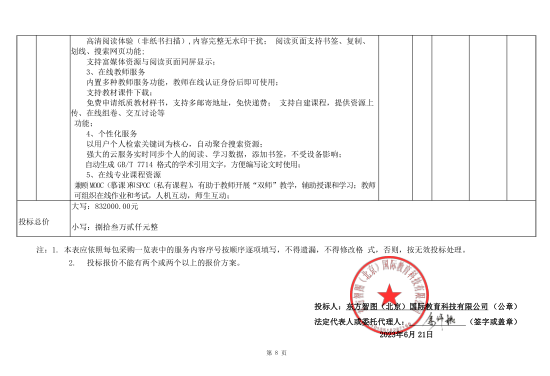 高清阅读体验（非纸书扫描）,内容完整无水印干扰； 阅读页面支持书签、复制、
划线、搜索网页功能;
支持富媒体资源与阅读页面同屏显示;
3、在线教师服务
内置多种教师服务功能，教师在线认证身份后即可使用;
支持教材课件下载;
免费申请纸质教材样书，支持多邮寄地址，免快递费； 支持自建课程，提供资源上
传、在线组卷、交互讨论等
功能;
4、个性化服务
以用户个人检索关键词为核心，自动聚合搜索资源;
强大的云服务实时同步个人的阅读、学习数据，添加书签，不受设备影响;
自动生成 GB/T 7714 格式的学术引用文字，方便编写论文时使用;
5、在线专业课程资源
兼顾 MOOC（慕课)和 SPOC（私有课程），有助于教师开展“双师”教学，辅助授课和学习；教师
可组织在线作业和考试，人机互动，师生互动;
投标总价
大写：832000.00元
小写：捌拾叁万贰仟元整
注：1. 本表应依照每包采购一览表中的服务内容序号按顺序逐项填写，不得遗漏，不得修改格 式，否则，按无效投标处理。
2. 投标报价不能有两个或两个以上的报价方案。
投标人：东方智图（北京）国际教育科技有限公司（公章）
法定代表人或委托代理人： （签字或盖章）
2023年6月 21日
第 8 页